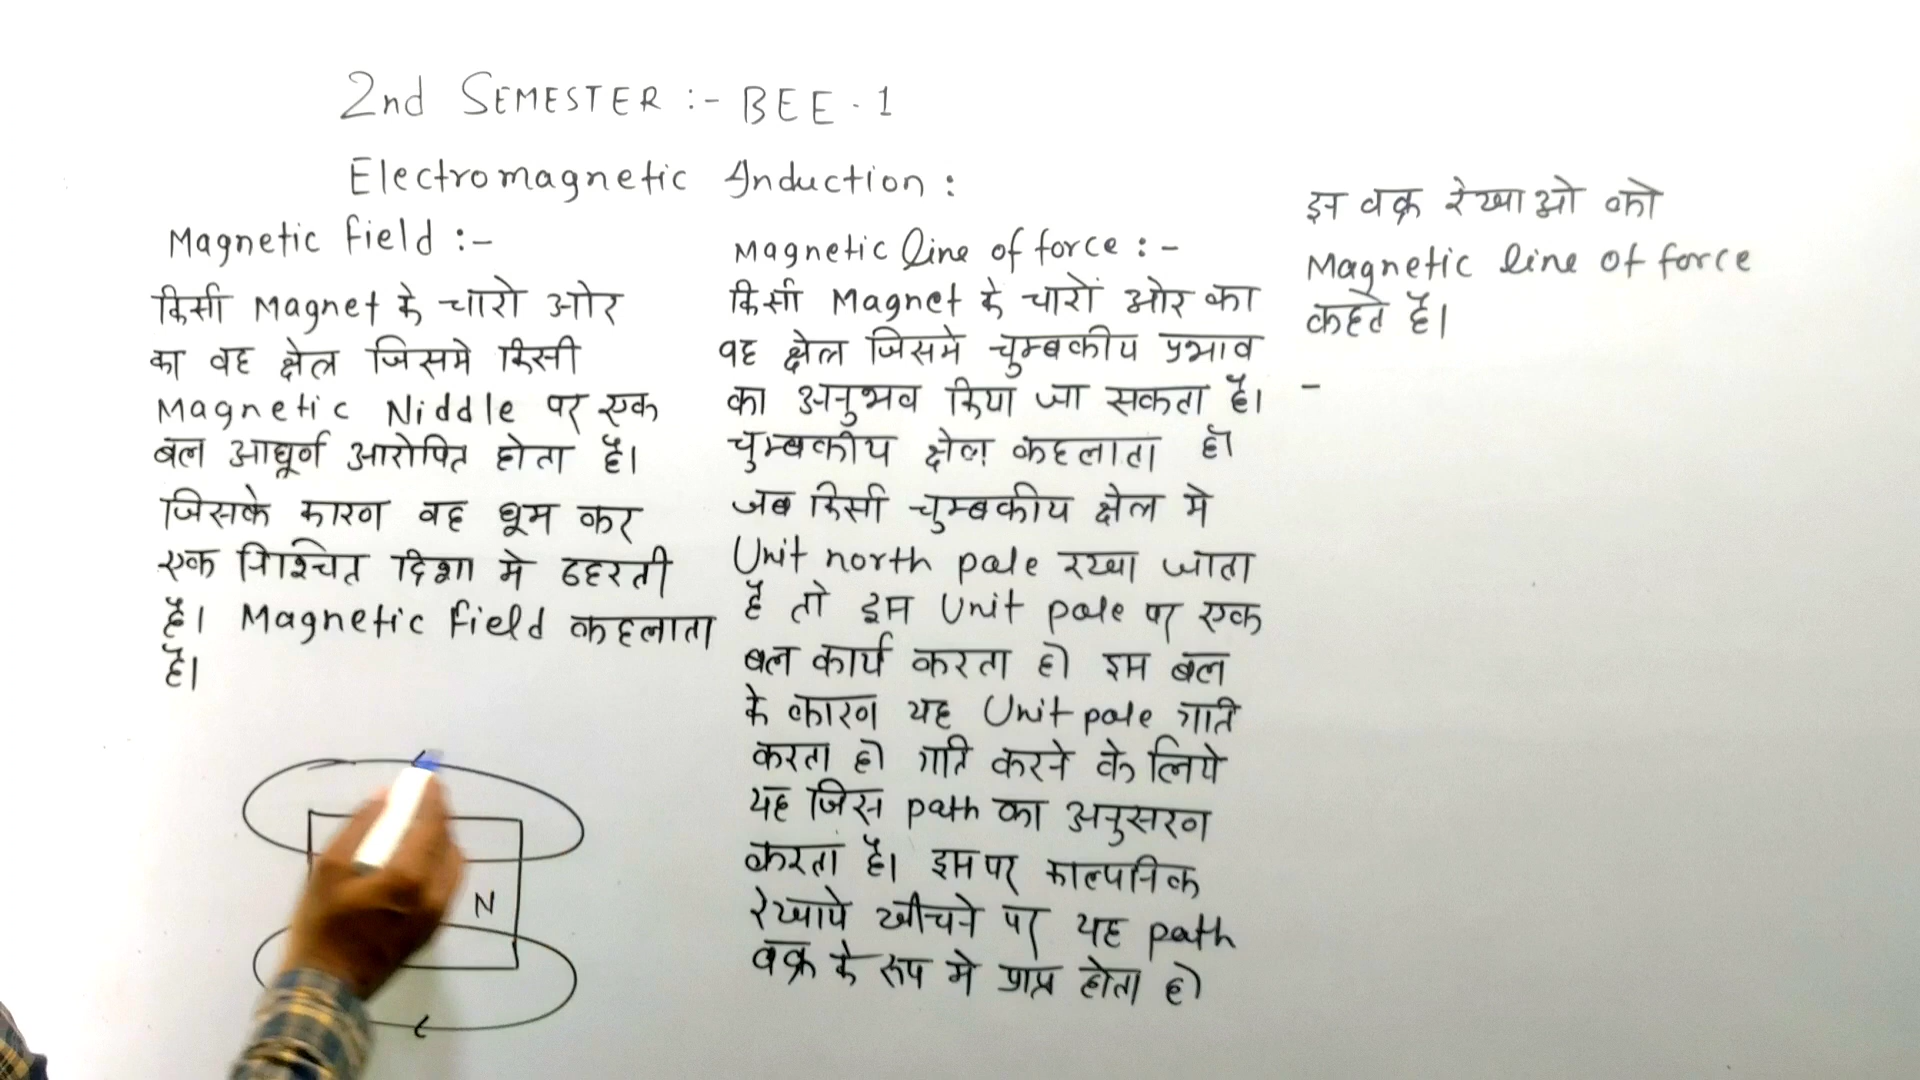 2nd SEMESTER :- BEE - 1
Electromagnetic Induction :
Magnetic field :-
किसी Magnet के चारो ओर
का वह क्षेत्र जिसमे किसी
Magnetic Niddle पर एक
बल आघूर्ण आरोपित होता है।
जिसके कारण वह घूम कर
एक निश्चित दिशा मे ठहरती
है। Magnetic field कहलाता
है।
N
Magnetic line of force : -
किसी Magnet के चारों ओर का
वह क्षेत्र जिसमे चुम्बकीय प्रभाव
का अनुभव किया जा सकता है।
चुम्बकीय क्षेत्र कहलाता है।
जब किसी चुम्बकीय क्षेत्र मे
Unit north pole रखा जाता
है तो इस Unit pole पर एक
बल कार्य करता है। इस बल
के कारण यह Unit pole गति
करता है। गति करने के लिये
यह जिस path का अनुसरण
करता है। इस पर काल्पनिक
रेखाये खीचने पर यह path
वक्र के रूप मे प्राप्त होता है।
इन वक्र रेखाओ को
Magnetic line of force
कहते है।
-